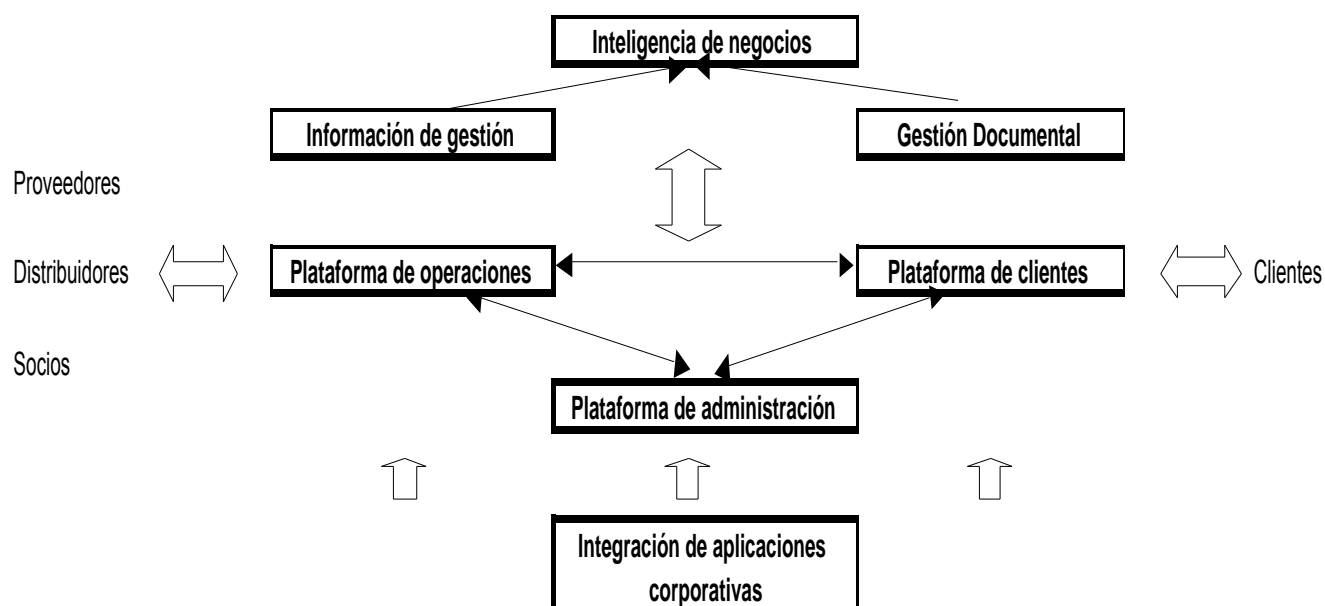 Inteligencia de negocios
Información de gestión
Gestión Documental
Proveedores
Distribuidores
Plataforma de operaciones
Plataforma de clientes
Clientes
Socios
Plataforma de administración
Integración de aplicaciones
corporativas